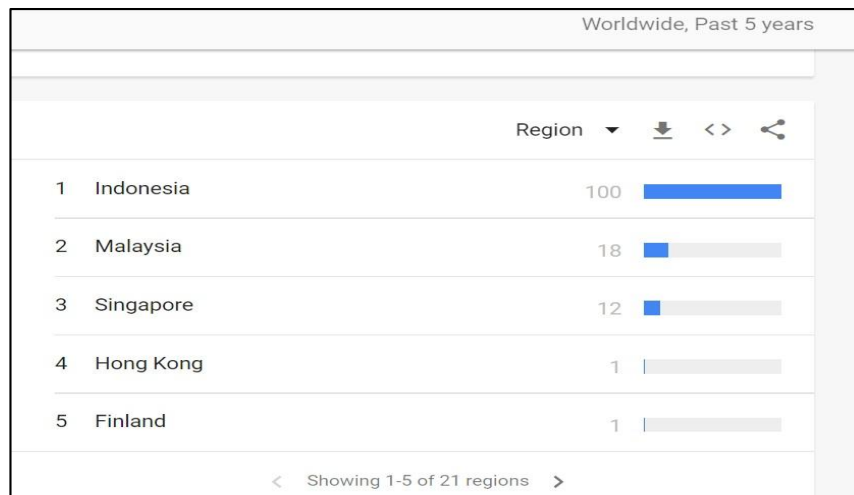 Worldwide, Past 5 years
Region
1 Indonesia 100
2 Malaysia 18
3 Singapore 12
4 Hong Kong 1
5 Finland 1
Showing 1-5 of 21 regions